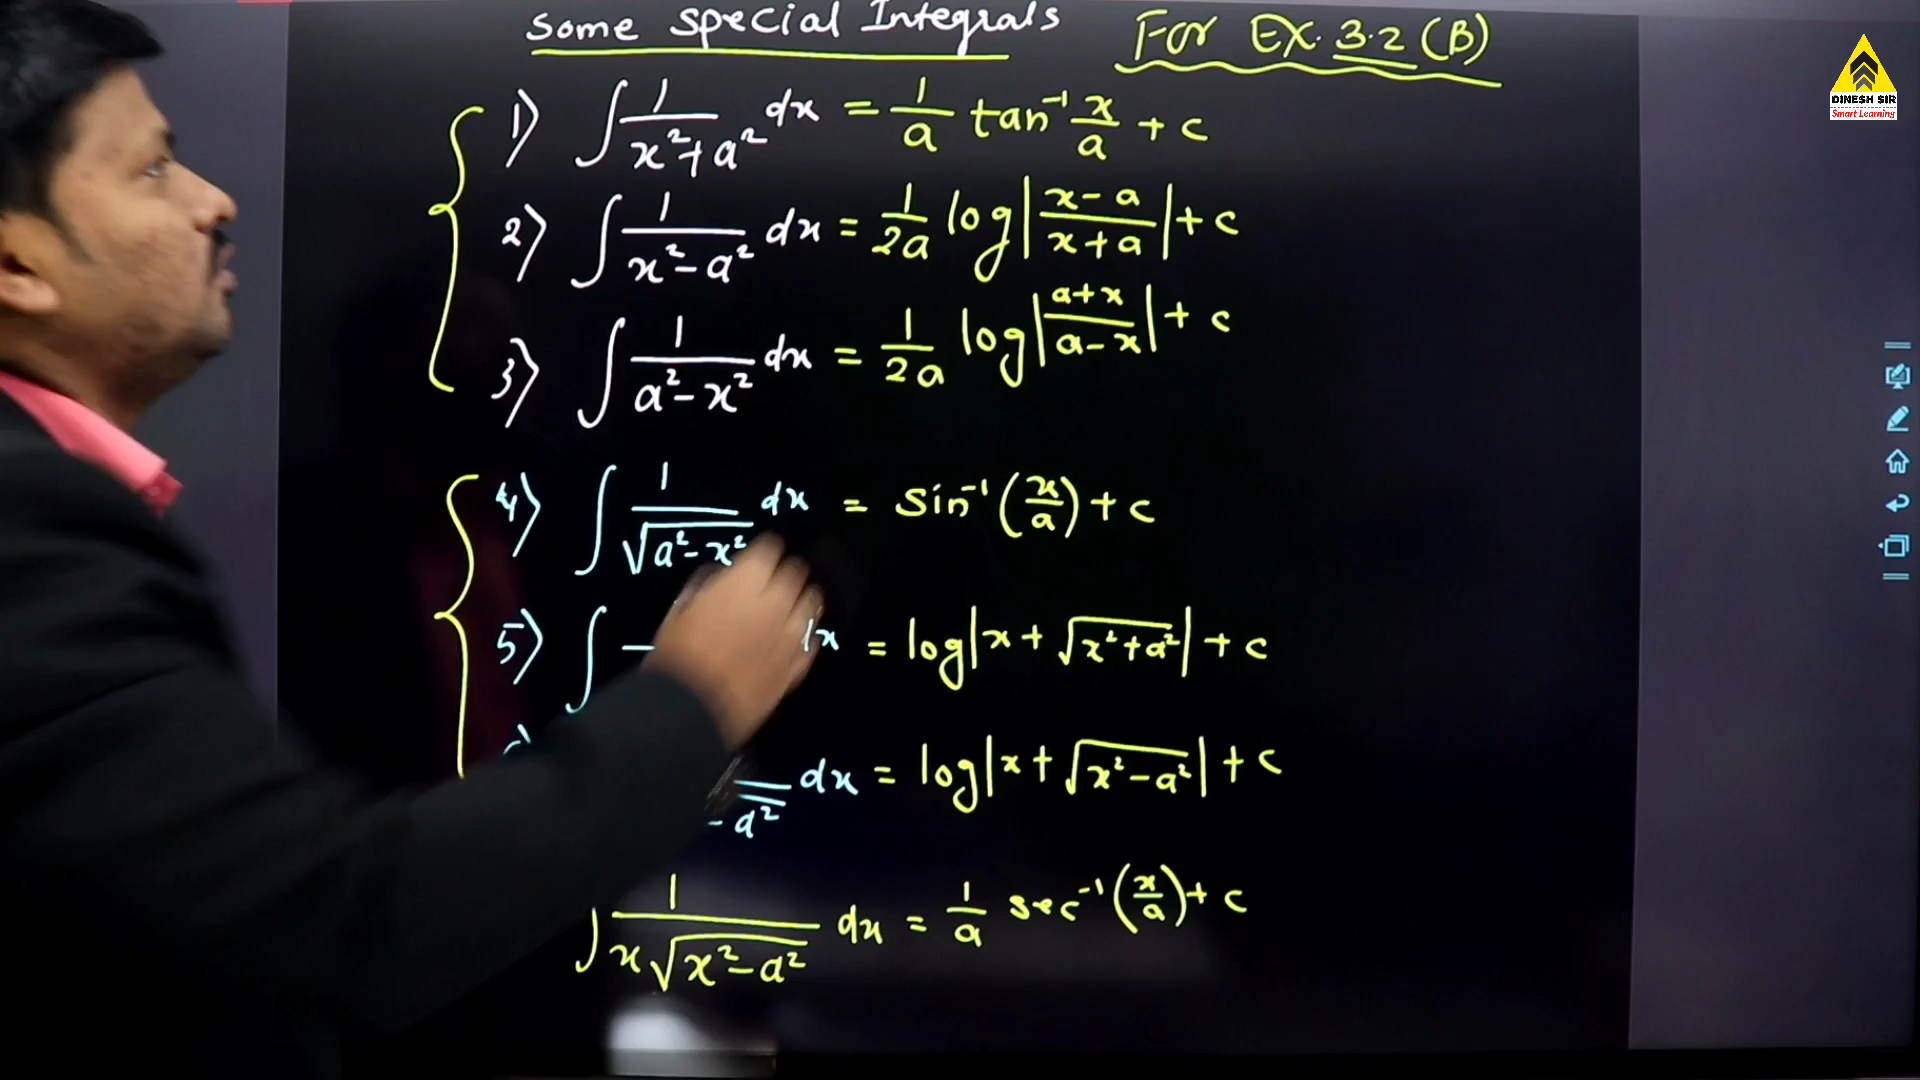 Some Special Integrals
For EX. 3.2 (B)
DINESH SIR
Smart Learning
1) ∫ 1/(x²+a²) dx = 1/a tan⁻¹ x/a + c
2) ∫ 1/(x²-a²) dx = 1/2a log|(x-a)/(x+a)| + c
3) ∫ 1/(a²-x²) dx = 1/2a log|(a+x)/(a-x)| + c
4) ∫ 1/√(a²-x²) dx = sin⁻¹(x/a) + c
5) ∫ dx = log|x + √(x²+a²)| + c
-a² dx = log|x + √(x²-a²)| + c
∫ 1/(x√(x²-a²)) dx = 1/a sec⁻¹(x/a) + c